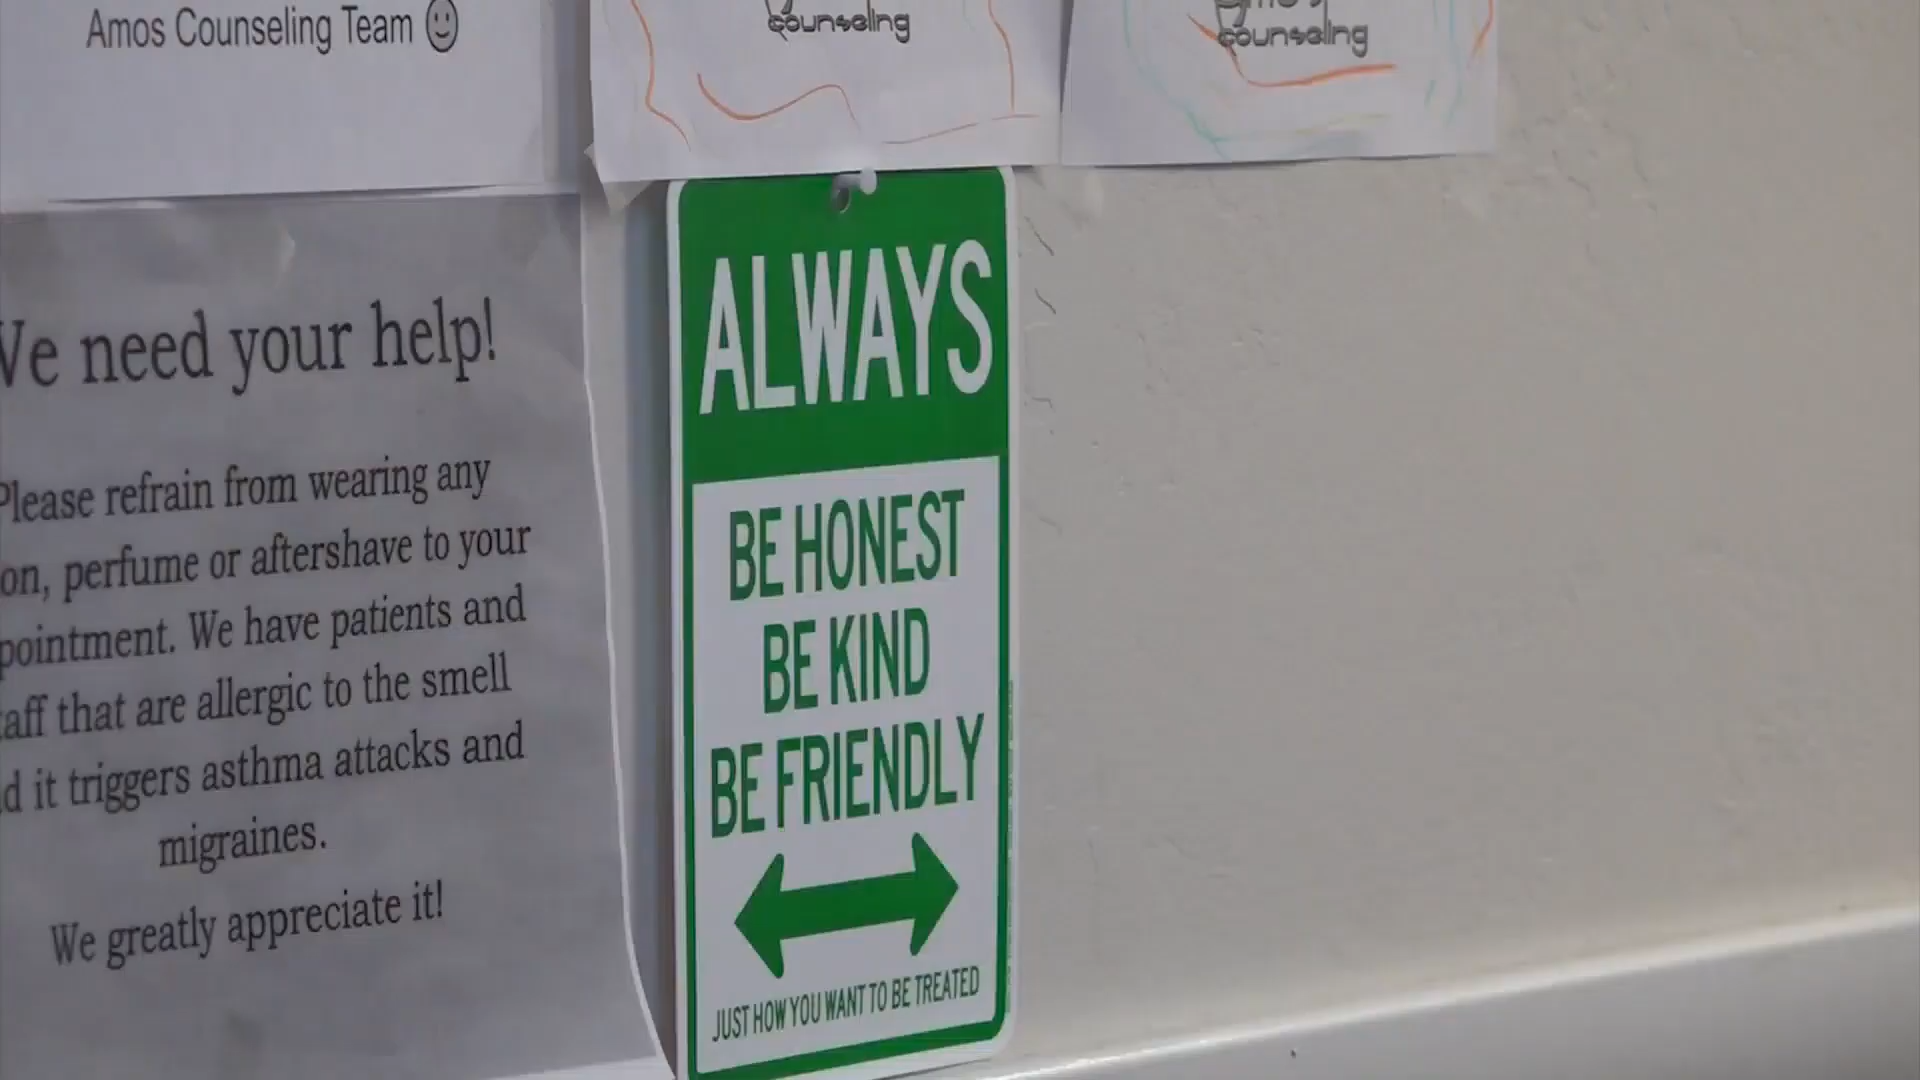 Amos Counseling Team ☺
counseling
counseling
We need your help!
Please refrain from wearing any
on, perfume or aftershave to your
pointment. We have patients and
aff that are allergic to the smell
d it triggers asthma attacks and
migraines.
We greatly appreciate it!
ALWAYS
BE HONEST
BE KIND
BE FRIENDLY
JUST HOW YOU WANT TO BE TREATED